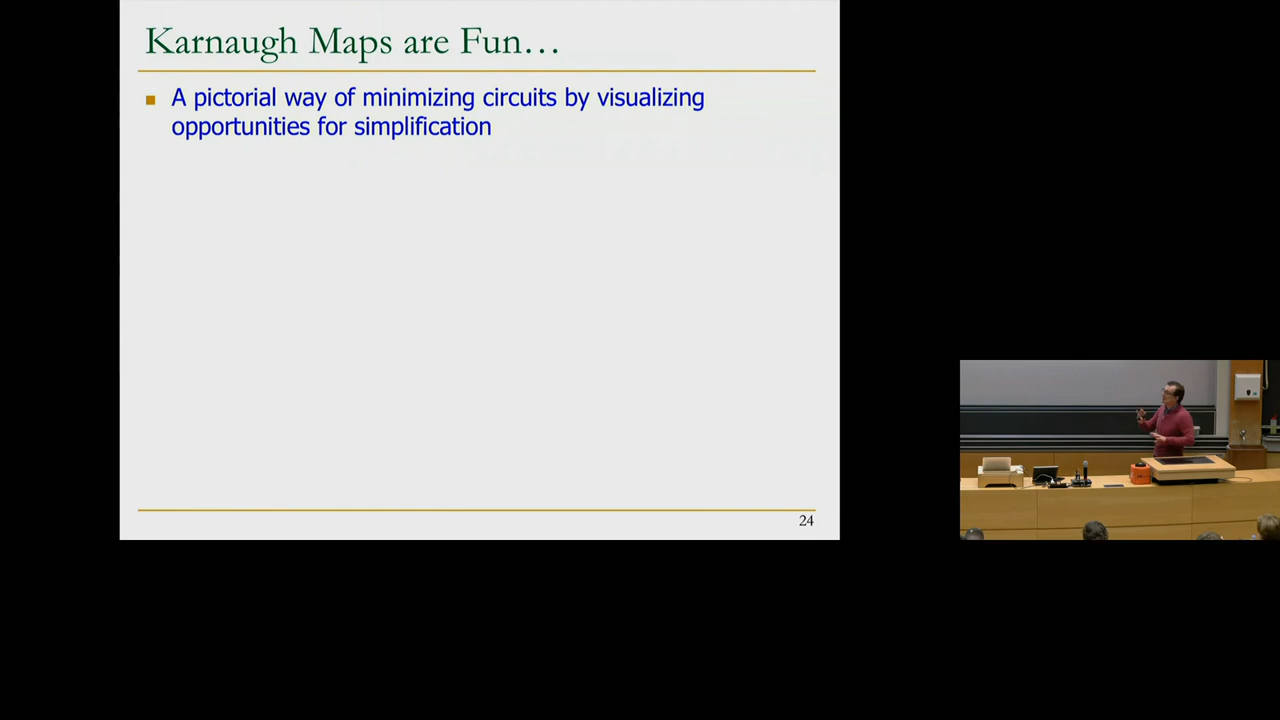 Karnaugh Maps are Fun…
A pictorial way of minimizing circuits by visualizing
opportunities for simplification
24